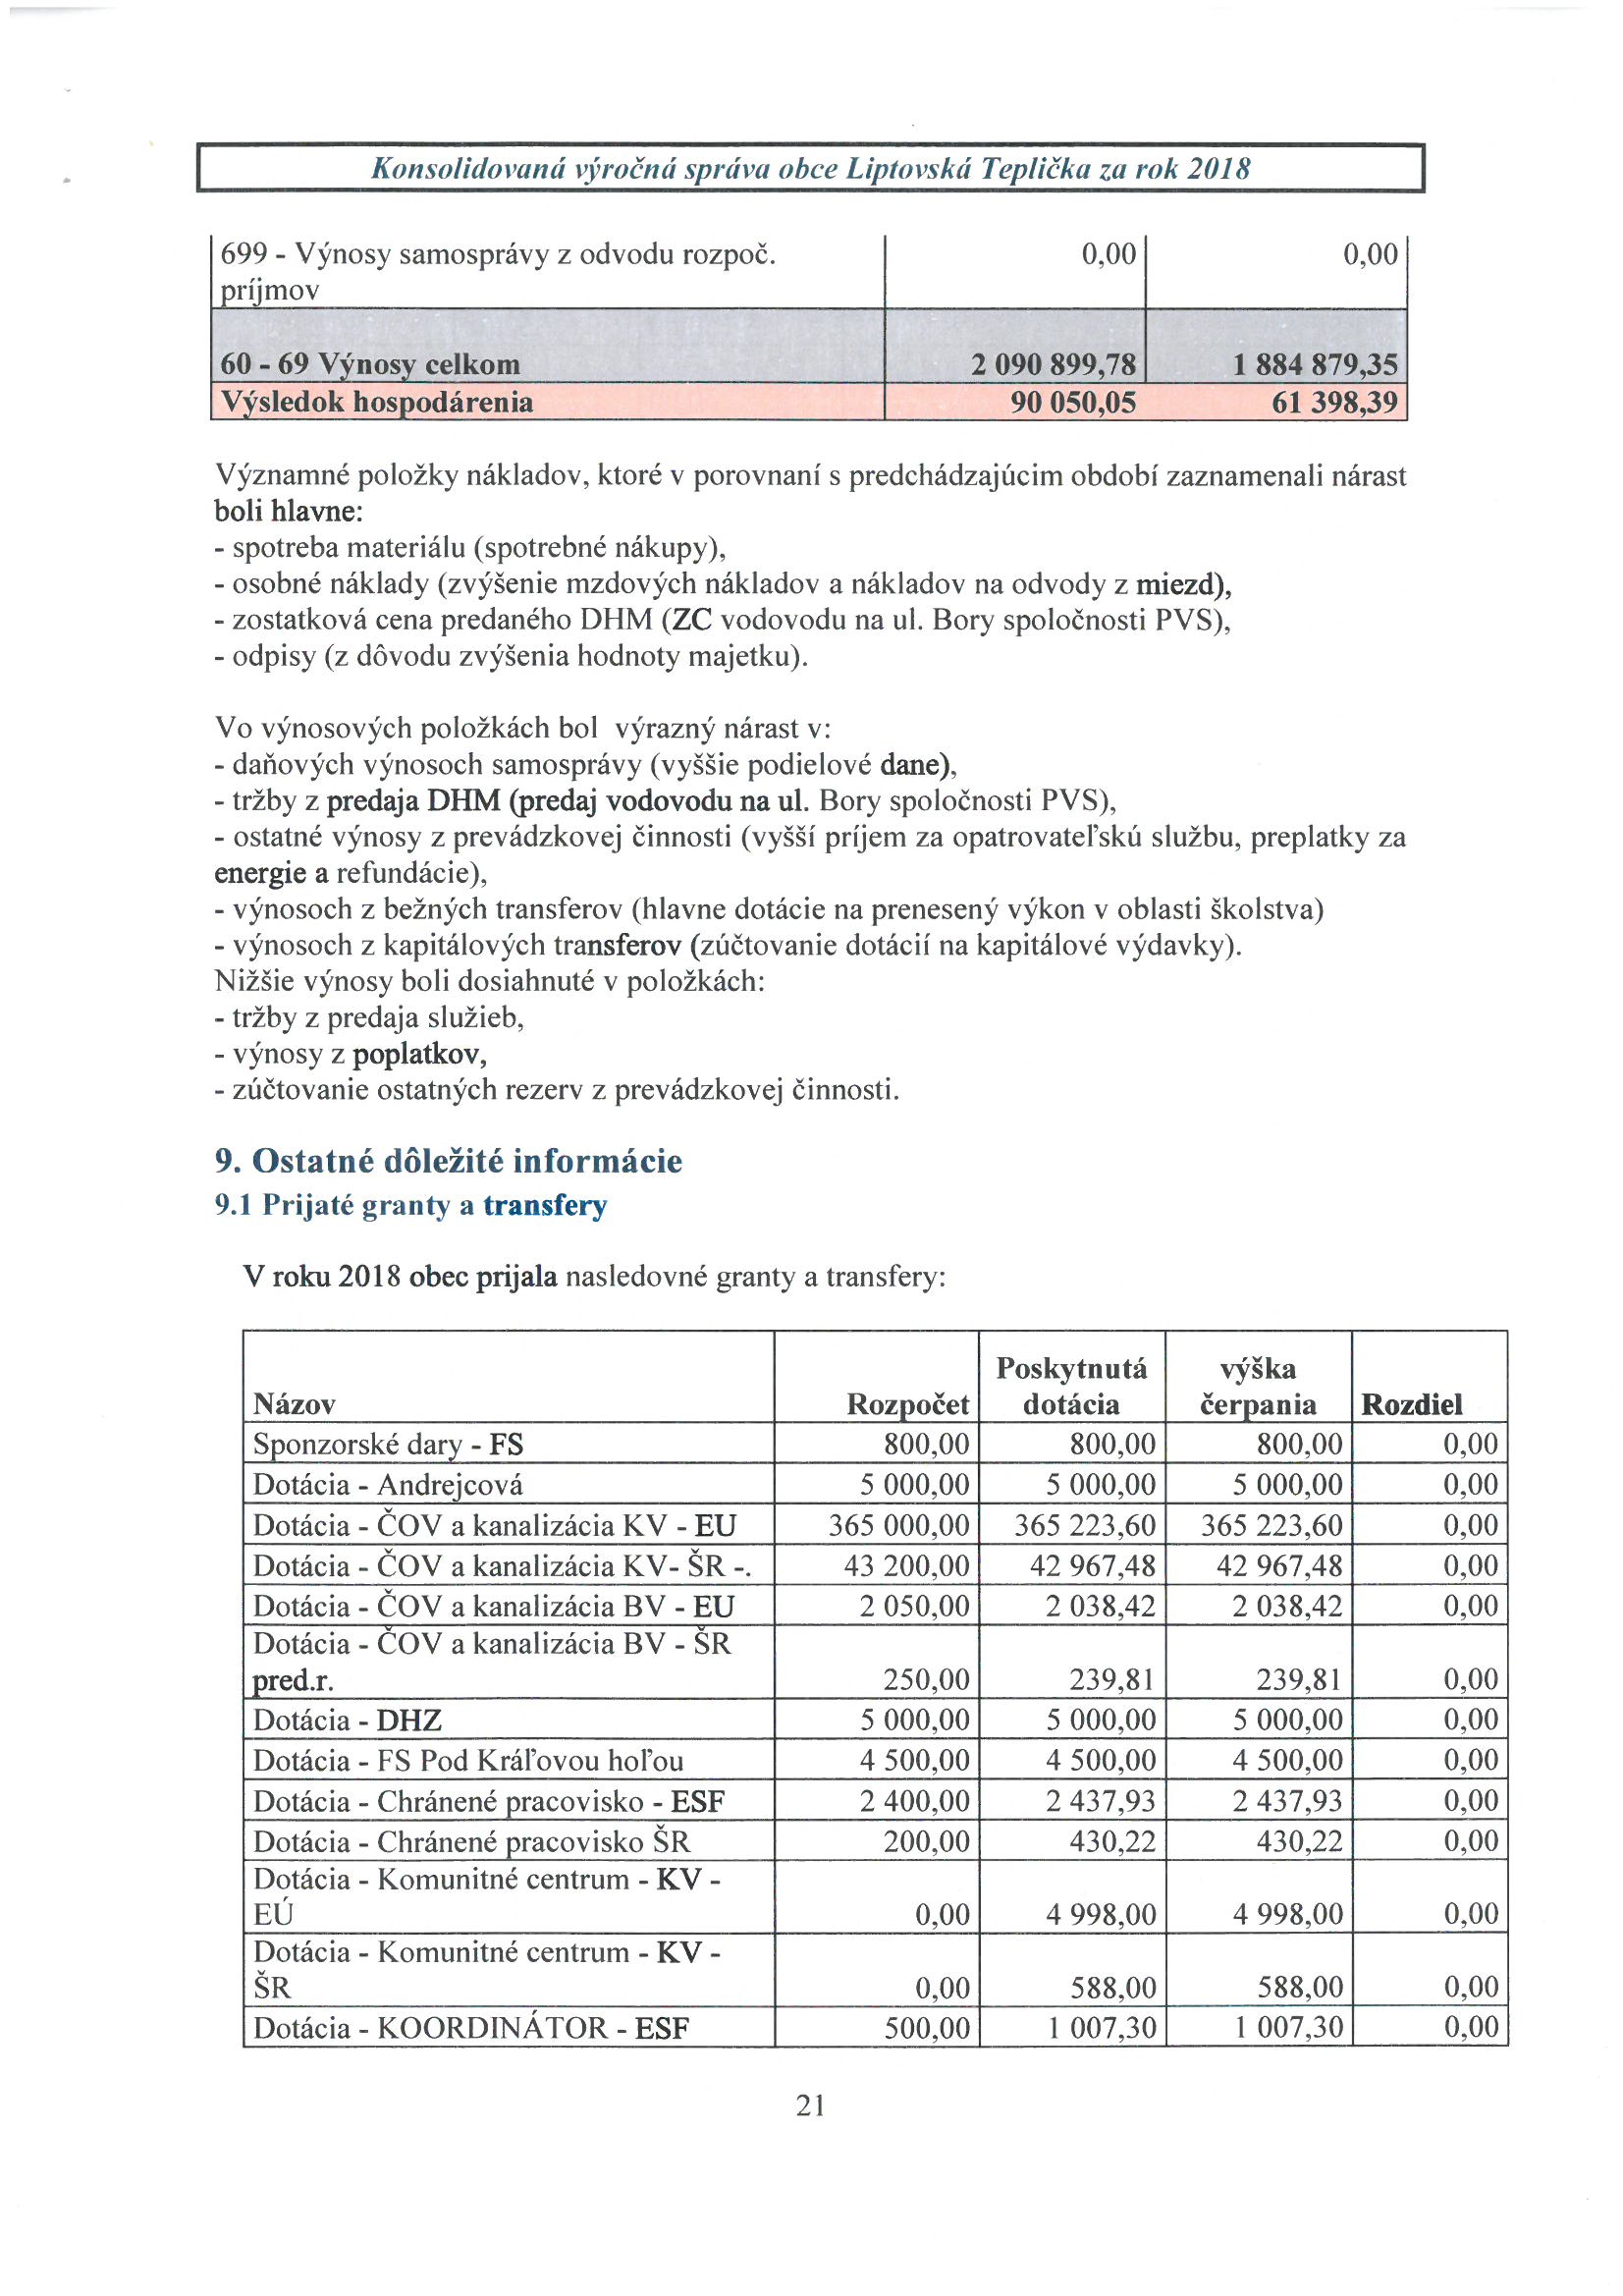 Konsolidovaná výročná správa obce Liptovská Teplička za rok 2018
699 - Výnosy samosprávy z odvodu rozpoč. 0,00 0,00
príjmov
60 - 69 Výnosy celkom 2 090 899,78 1 884 879,35
Výsledok hospodárenia 90 050,05 61 398,39
Významné položky nákladov, ktoré v porovnaní s predchádzajúcim období zaznamenali nárast
boli hlavne:
- spotreba materiálu (spotrebné nákupy),
- osobné náklady (zvýšenie mzdových nákladov a nákladov na odvody z miezd),
- zostatková cena predaného DHM (ZC vodovodu na ul. Bory spoločnosti PVS),
- odpisy (z dôvodu zvýšenia hodnoty majetku).
Vo výnosových položkách bol výrazný nárast v:
- daňových výnosoch samosprávy (vyššie podielové dane),
- tržby z predaja DHM (predaj vodovodu na ul. Bory spoločnosti PVS),
- ostatné výnosy z prevádzkovej činnosti (vyšší príjem za opatrovateľskú službu, preplatky za
energie a refundácie),
- výnosoch z bežných transferov (hlavne dotácie na prenesený výkon v oblasti školstva)
- výnosoch z kapitálových transferov (zúčtovanie dotácií na kapitálové výdavky).
Nižšie výnosy boli dosiahnuté v položkách:
- tržby z predaja služieb,
- výnosy z poplatkov,
- zúčtovanie ostatných rezerv z prevádzkovej činnosti.
9. Ostatné dôležité informácie
9.1 Prijaté granty a transfery
V roku 2018 obec prijala nasledovné granty a transfery:
Poskytnutá výška
Názov Rozpočet dotácia čerpania Rozdiel
Sponzorské dary - FS 800,00 800,00 800,00 0,00
Dotácia - Andrejcová 5 000,00 5 000,00 5 000,00 0,00
Dotácia - ČOV a kanalizácia KV - EU 365 000,00 365 223,60 365 223,60 0,00
Dotácia - ČOV a kanalizácia KV- ŠR -. 43 200,00 42 967,48 42 967,48 0,00
Dotácia - ČOV a kanalizácia BV - EU 2 050,00 2 038,42 2 038,42 0,00
Dotácia - ČOV a kanalizácia BV - ŠR
pred.r. 250,00 239,81 239,81 0,00
Dotácia - DHZ 5 000,00 5 000,00 5 000,00 0,00
Dotácia - FS Pod Kráľovou hoľou 4 500,00 4 500,00 4 500,00 0,00
Dotácia - Chránené pracovisko - ESF 2 400,00 2 437,93 2 437,93 0,00
Dotácia - Chránené pracovisko ŠR 200,00 430,22 430,22 0,00
Dotácia - Komunitné centrum - KV -
EÚ 0,00 4 998,00 4 998,00 0,00
Dotácia - Komunitné centrum - KV -
ŠR 0,00 588,00 588,00 0,00
Dotácia - KOORDINÁTOR - ESF 500,00 1 007,30 1 007,30 0,00
21